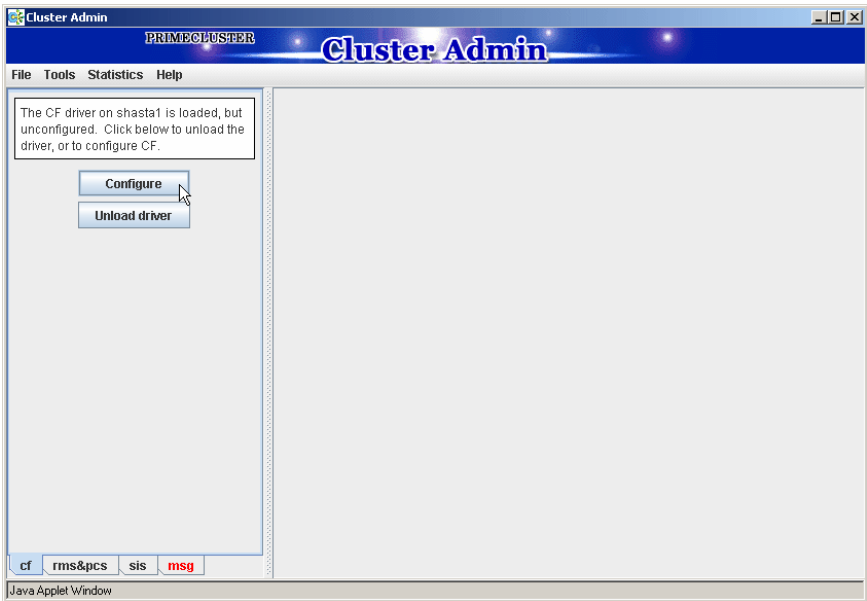 Cluster Admin
PRIMECLUSTER
Cluster Admin
File Tools Statistics Help
The CF driver on shasta1 is loaded, but
unconfigured. Click below to unload the
driver, or to configure CF.
Configure
Unload driver
cf rms&pcs sis msg
Java Applet Window